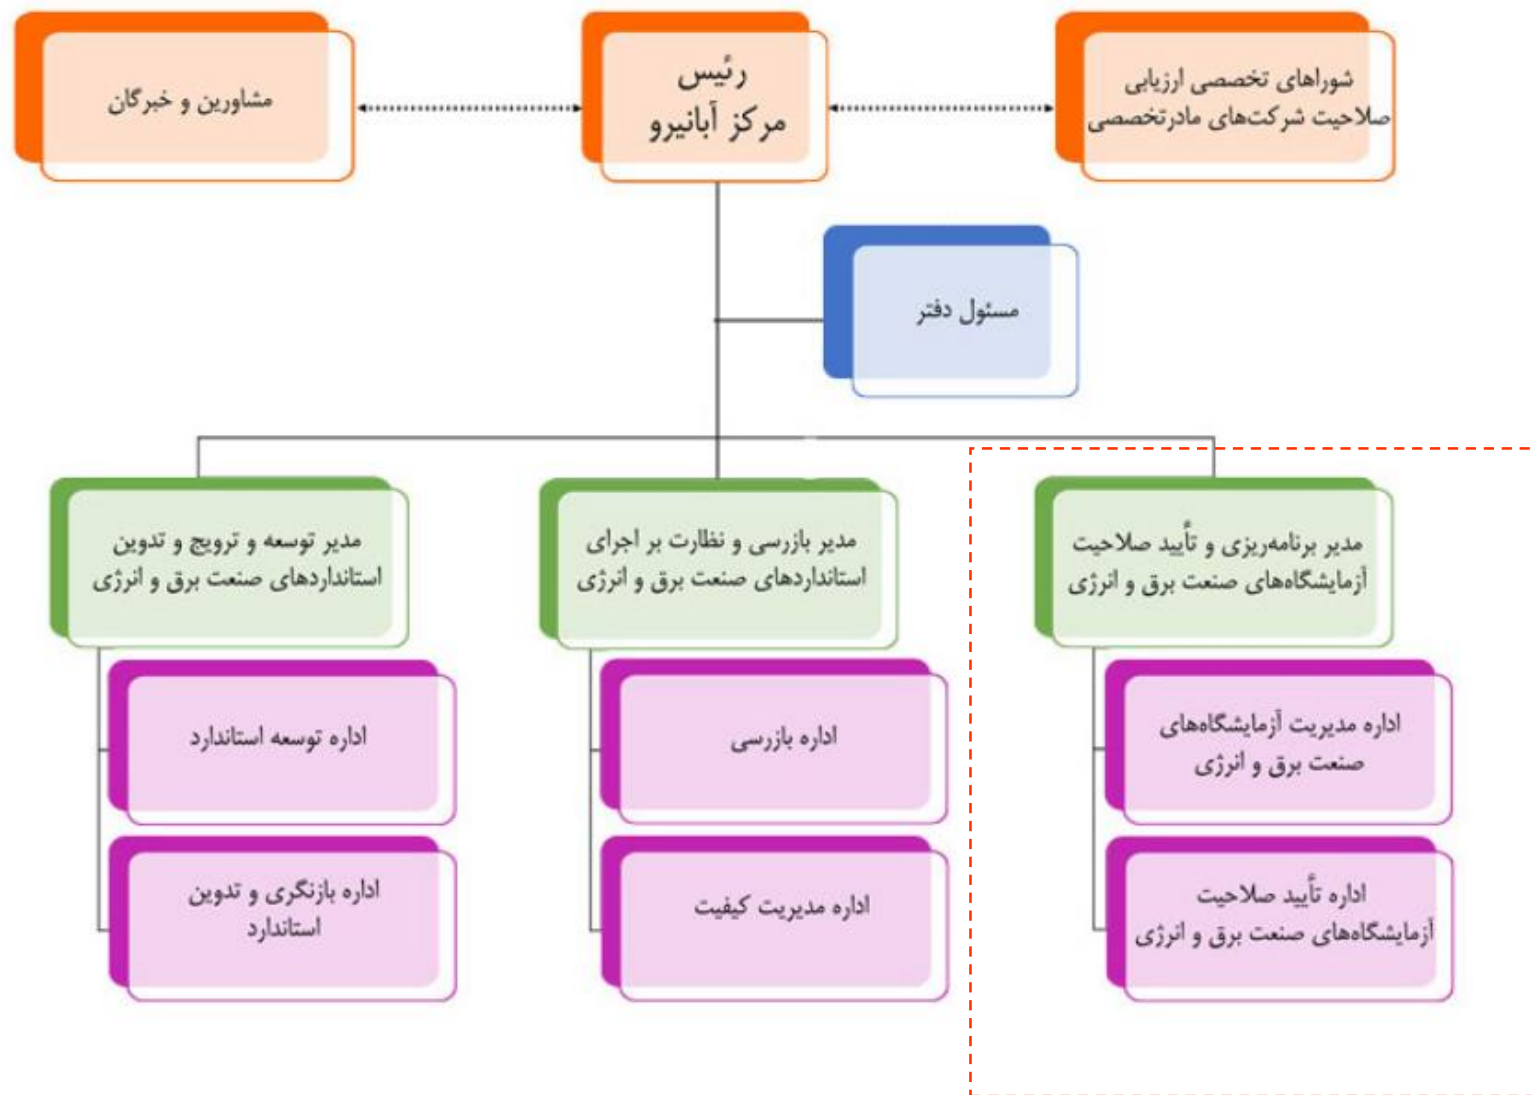 شوراهای تخصصی ارزیابی
صلاحیت شرکت‌های مادرتخصصی
رئیس
مرکز آبانیرو
مشاورین و خبرگان
مسئول دفتر
مدیر برنامه‌ریزی و تأیید صلاحیت
آزمایشگاه‌های صنعت برق و انرژی
اداره مدیریت آزمایشگاه‌های
صنعت برق و انرژی
اداره تأیید صلاحیت
آزمایشگاه‌های صنعت برق و انرژی
مدیر بازرسی و نظارت بر اجرای
استانداردهای صنعت برق و انرژی
اداره بازرسی
اداره مدیریت کیفیت
مدیر توسعه و ترویج و تدوین
استانداردهای صنعت برق و انرژی
اداره توسعه استاندارد
اداره بازنگری و تدوین
استاندارد